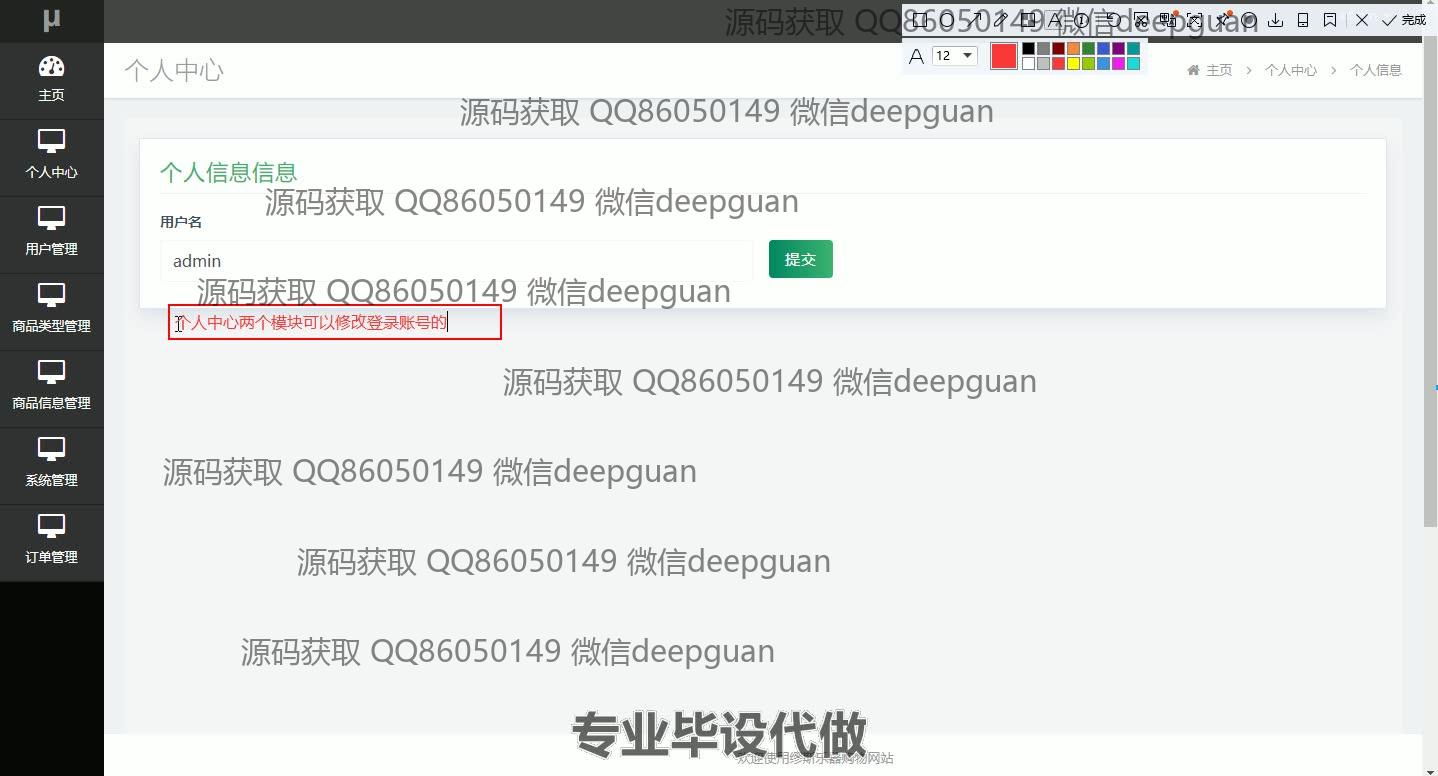 μ
源码获取 QQ86050149 微信deepguan
完成
A 12
个人中心
主页 > 个人中心 > 个人信息
主页
个人中心
用户管理
商品类型管理
商品信息管理
系统管理
订单管理
源码获取 QQ86050149 微信deepguan
个人信息信息
源码获取 QQ86050149 微信deepguan
用户名
admin
提交
源码获取 QQ86050149 微信deepguan
个人中心两个模块可以修改登录账号的
源码获取 QQ86050149 微信deepguan
源码获取 QQ86050149 微信deepguan
源码获取 QQ86050149 微信deepguan
源码获取 QQ86050149 微信deepguan
专业毕设代做
欢迎使用缪斯乐器购物网站